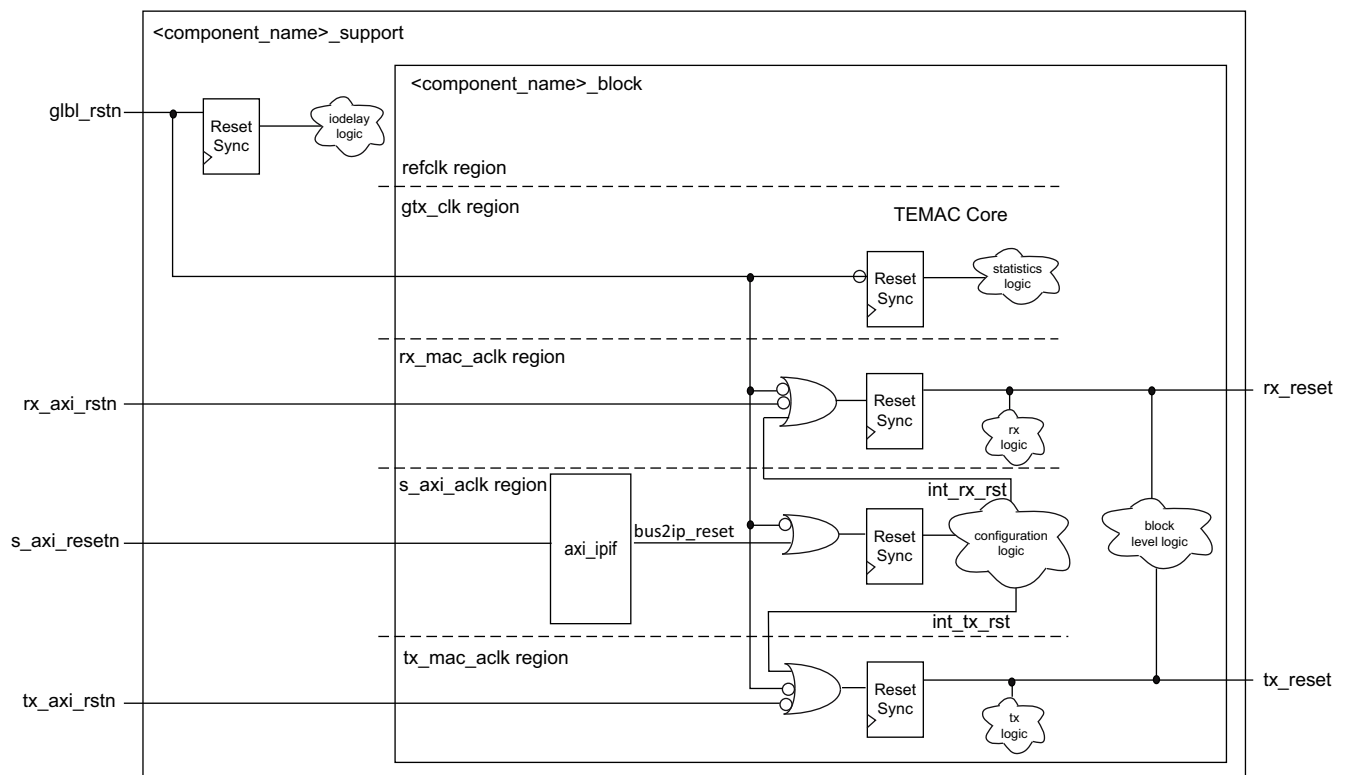 <component_name>_support
<component_name>_block
glbl_rstn
Reset
Sync
iodelay
logic
refclk region
gtx_clk region
TEMAC Core
Reset
Sync
statistics
logic
rx_mac_aclk region
rx_axi_rstn
Reset
Sync
rx
logic
rx_reset
s_axi_aclk region
int_rx_rst
s_axi_resetn
axi_ipif
bus2ip_reset
Reset
Sync
configuration
logic
block
level logic
int_tx_rst
tx_mac_aclk region
tx_axi_rstn
Reset
Sync
tx
logic
tx_reset